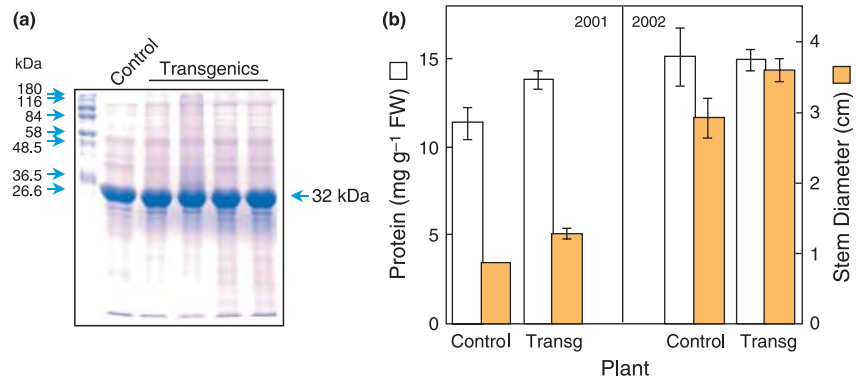 (a)
kDa
Control
Transgenics
180
116
84
58
48.5
36.5
26.6
32 kDa
(b)
2001
2002
Protein (mg g⁻¹ FW)
15
10
5
0
4
3
2
1
0
Stem Diameter (cm)
Control
Transg
Control
Transg
Plant